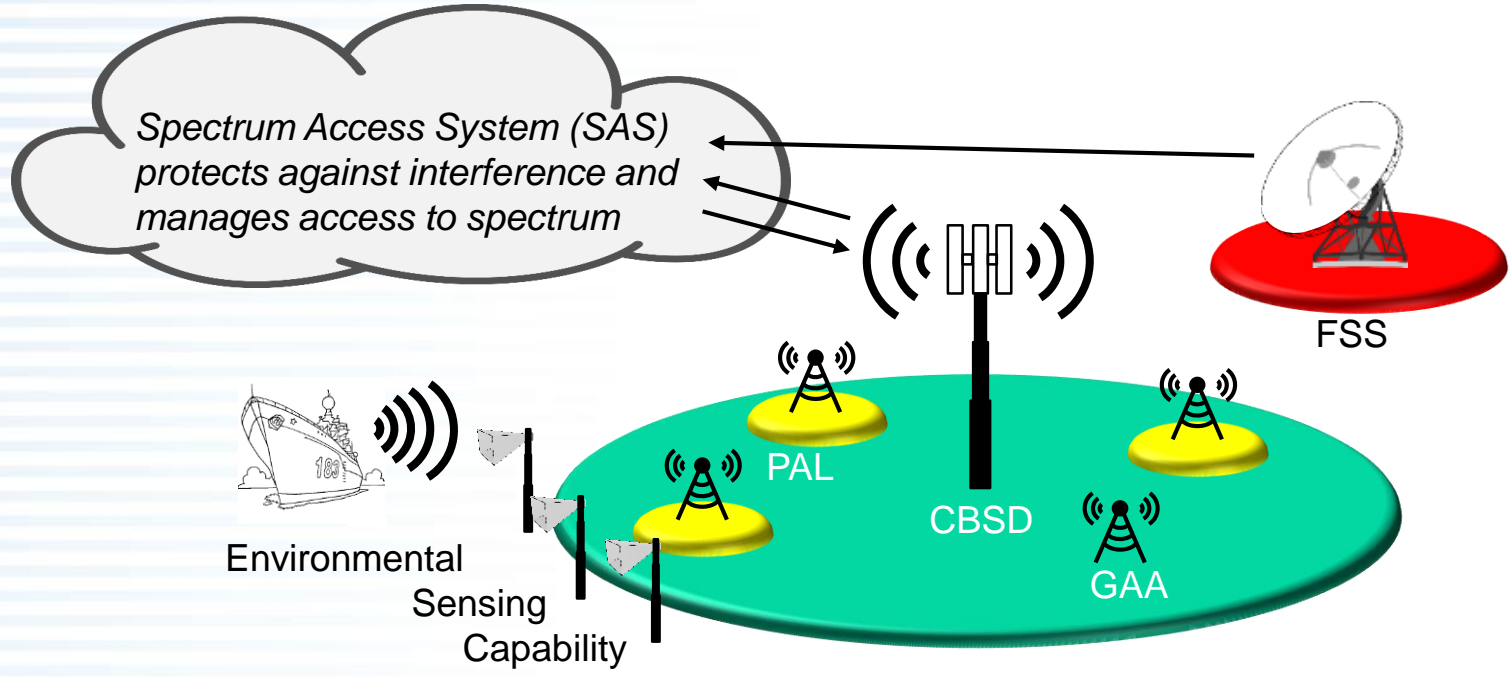 Spectrum Access System (SAS)
protects against interference and
manages access to spectrum
FSS
PAL
CBSD
GAA
183
Environmental
Sensing
Capability